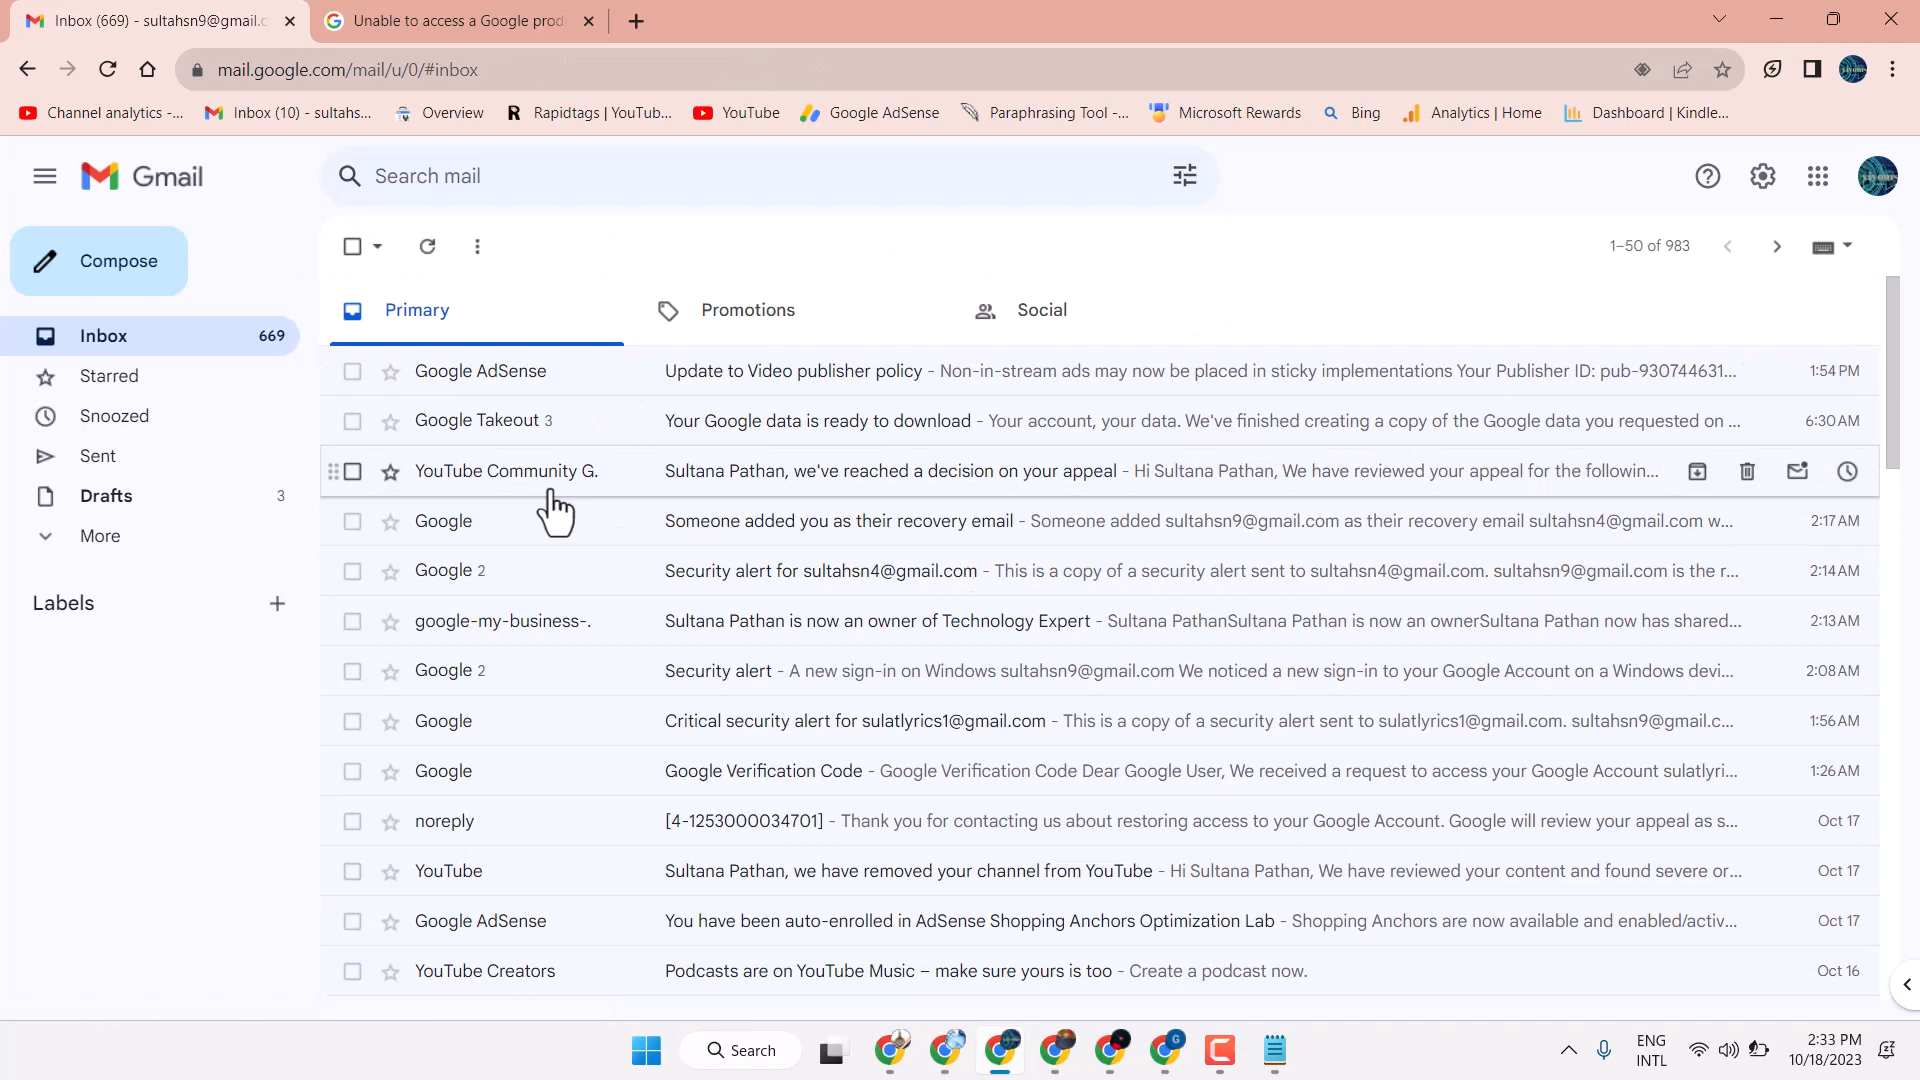 Inbox (669) - sultahsn9@gmail.c
Unable to access a Google prod
mail.google.com/mail/u/0/#inbox
Channel analytics -...
Inbox (10) - sultahs...
Overview
Rapidtags | YouTub...
YouTube
Google AdSense
Paraphrasing Tool -...
Microsoft Rewards
Bing
Analytics | Home
Dashboard | Kindle...
Gmail
Search mail
Compose
1–50 of 983
Primary
Promotions
Social
Inbox 669
Starred
Snoozed
Sent
Drafts 3
More
Labels
Google AdSense Update to Video publisher policy - Non-in-stream ads may now be placed in sticky implementations Your Publisher ID: pub-930744631... 1:54 PM
Google Takeout 3 Your Google data is ready to download - Your account, your data. We've finished creating a copy of the Google data you requested on ... 6:30 AM
YouTube Community G. Sultana Pathan, we've reached a decision on your appeal - Hi Sultana Pathan, We have reviewed your appeal for the followin...
Google Someone added you as their recovery email - Someone added sultahsn9@gmail.com as their recovery email sultahsn4@gmail.com w... 2:17 AM
Google 2 Security alert for sultahsn4@gmail.com - This is a copy of a security alert sent to sultahsn4@gmail.com. sultahsn9@gmail.com is the r... 2:14 AM
google-my-business-. Sultana Pathan is now an owner of Technology Expert - Sultana PathanSultana Pathan is now an ownerSultana Pathan now has shared... 2:13 AM
Google 2 Security alert - A new sign-in on Windows sultahsn9@gmail.com We noticed a new sign-in to your Google Account on a Windows devi... 2:08 AM
Google Critical security alert for sulatlyrics1@gmail.com - This is a copy of a security alert sent to sulatlyrics1@gmail.com. sultahsn9@gmail.c... 1:56 AM
Google Google Verification Code - Google Verification Code Dear Google User, We received a request to access your Google Account sulatlyri... 1:26 AM
noreply [4-1253000034701] - Thank you for contacting us about restoring access to your Google Account. Google will review your appeal as s... Oct 17
YouTube Sultana Pathan, we have removed your channel from YouTube - Hi Sultana Pathan, We have reviewed your content and found severe or... Oct 17
Google AdSense You have been auto-enrolled in AdSense Shopping Anchors Optimization Lab - Shopping Anchors are now available and enabled/activ... Oct 17
YouTube Creators Podcasts are on YouTube Music – make sure yours is too - Create a podcast now. Oct 16
Search
ENG
INTL
2:33 PM
10/18/2023